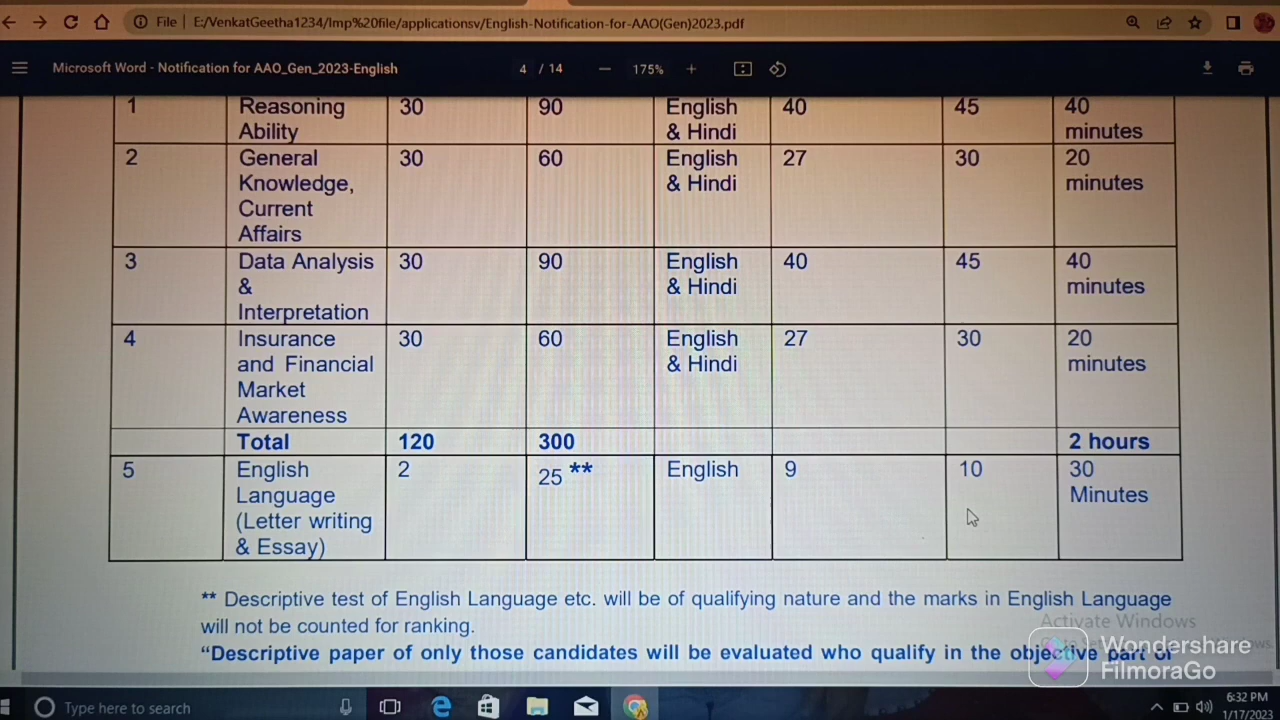 File E:/VenkatGeetha1234/Imp%20file/applicationsv/English-Notification-for-AAO(Gen)2023.pdf
Microsoft Word - Notification for AAO_Gen_2023-English 4 / 14 175%
1 Reasoning 30 90 English 40 45 40
Ability & Hindi minutes
2 General 30 60 English 27 30 20
Knowledge, & Hindi minutes
Current
Affairs
3 Data Analysis 30 90 English 40 45 40
& & Hindi minutes
Interpretation
4 Insurance 30 60 English 27 30 20
and Financial & Hindi minutes
Market
Awareness
Total 120 300 2 hours
5 English 2 25 ** English 9 10 30
Language Minutes
(Letter writing
& Essay)
** Descriptive test of English Language etc. will be of qualifying nature and the marks in English Language
will not be counted for ranking.
Activate Windows
“Descriptive paper of only those candidates will be evaluated who qualify in the objective part of
Wondershare
FilmoraGo
Type here to search
6:32 PM
1/17/2023